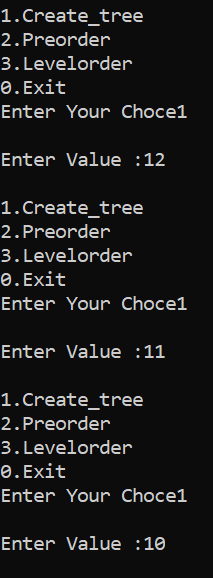 1.Create_tree
2.Preorder
3.Levelorder
0.Exit
Enter Your Choce1
Enter Value :12
1.Create_tree
2.Preorder
3.Levelorder
0.Exit
Enter Your Choce1
Enter Value :11
1.Create_tree
2.Preorder
3.Levelorder
0.Exit
Enter Your Choce1
Enter Value :10